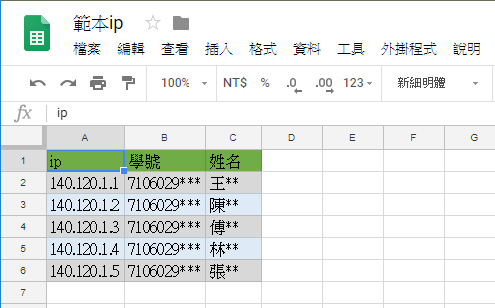 範本ip
檔案 編輯 查看 插入 格式 資料 工具 外掛程式 說明
100% NT$ % .0 .00 123 新細明體
fx ip
A B C D E F G
1 ip 學號 姓名
2 140.120.1.1 7106029*** 王**
3 140.120.1.2 7106029*** 陳**
4 140.120.1.3 7106029*** 傅**
5 140.120.1.4 7106029*** 林**
6 140.120.1.5 7106029*** 張**
7